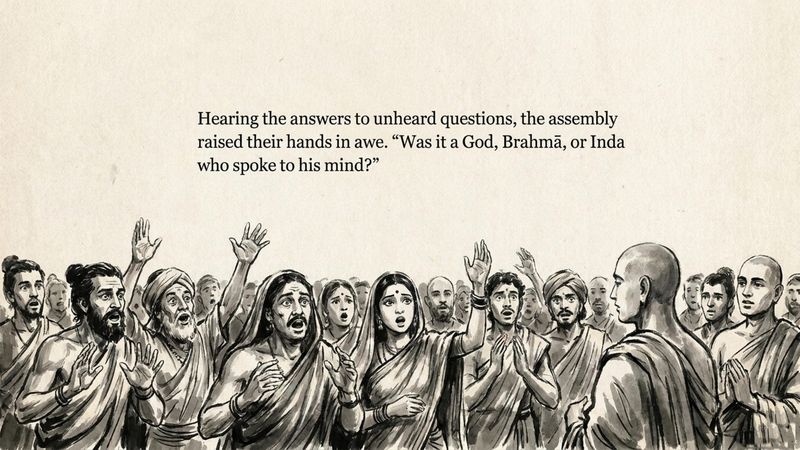 Hearing the answers to unheard questions, the assembly
raised their hands in awe. “Was it a God, Brahmā, or Inda
who spoke to his mind?”